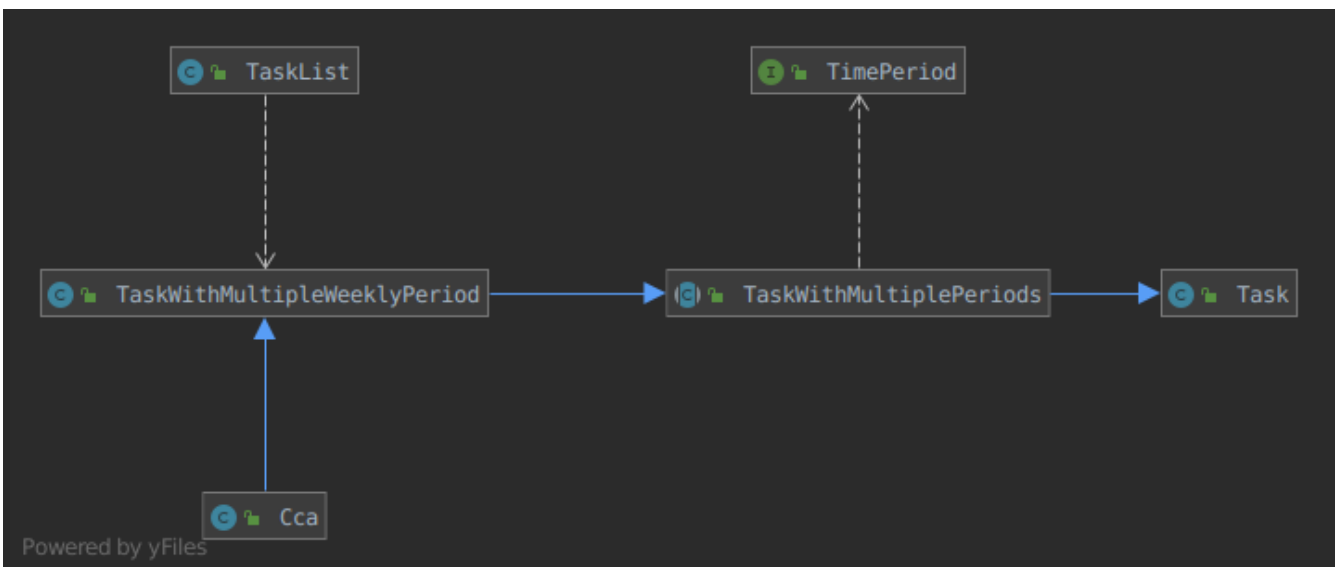 C TaskList
I TimePeriod
C TaskWithMultipleWeeklyPeriod
C TaskWithMultiplePeriods
C Task
C Cca
Powered by yFiles